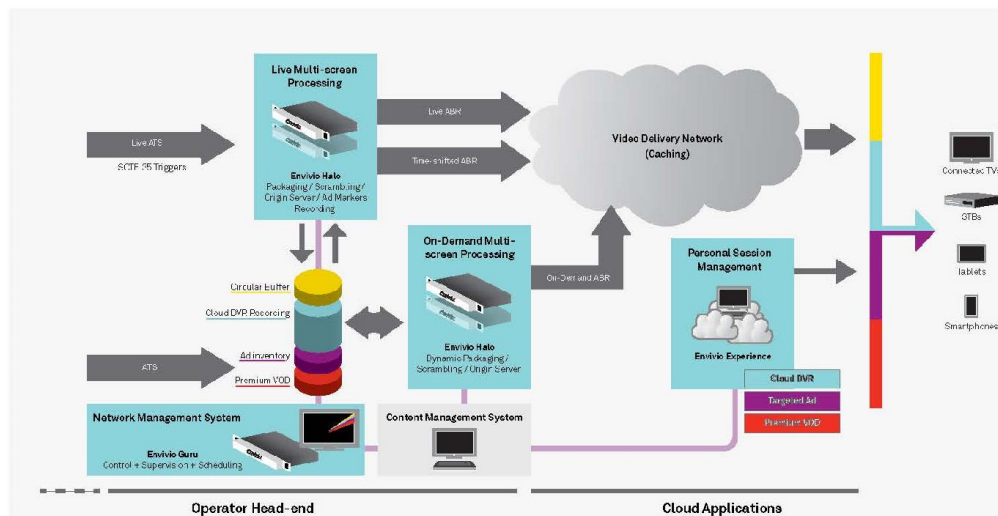 Live Multi-screen
Processing
Live ATS
SCTE 35 Triggers
Envivio Halo
Packaging / Scrambling /
Origin Server / Ad Markers
Recording
Live ABR
Time-shifted ABR
Video Delivery Network
(Caching)
Connected TVs
STBs
Tablets
Smartphones
On-Demand Multi-
screen Processing
Envivio Halo
Dynamic Packaging /
Scrambling / Origin Server
On-Demand ABR
Personal Session
Management
Envivio Experience
Circular Buffer
Cloud DVR Recording
Ad inventory
Premium VOD
ATS
Cloud DVR
Targeted Ad
Premium VOD
Network Management System
Envivio Guru
Control + Supervision + Scheduling
Content Management System
Operator Head-end
Cloud Applications